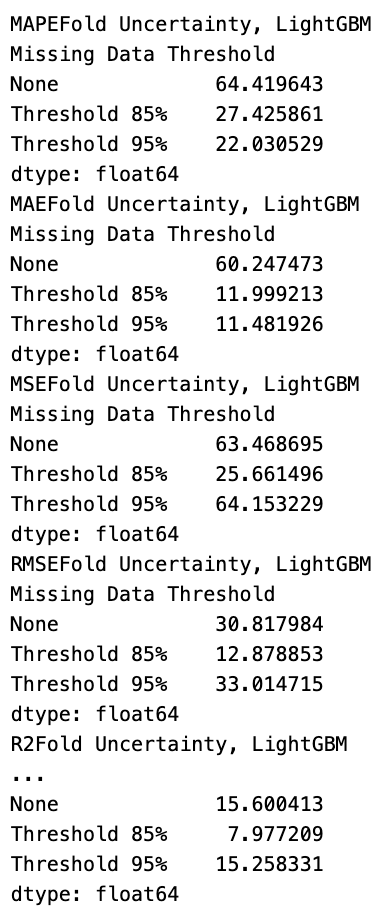 MAPEFold Uncertainty, LightGBM
Missing Data Threshold
None             64.419643
Threshold 85%    27.425861
Threshold 95%    22.030529
dtype: float64
MAEFold Uncertainty, LightGBM
Missing Data Threshold
None             60.247473
Threshold 85%    11.999213
Threshold 95%    11.481926
dtype: float64
MSEFold Uncertainty, LightGBM
Missing Data Threshold
None             63.468695
Threshold 85%    25.661496
Threshold 95%    64.153229
dtype: float64
RMSEFold Uncertainty, LightGBM
Missing Data Threshold
None             30.817984
Threshold 85%    12.878853
Threshold 95%    33.014715
dtype: float64
R2Fold Uncertainty, LightGBM
...
None             15.600413
Threshold 85%     7.977209
Threshold 95%    15.258331
dtype: float64